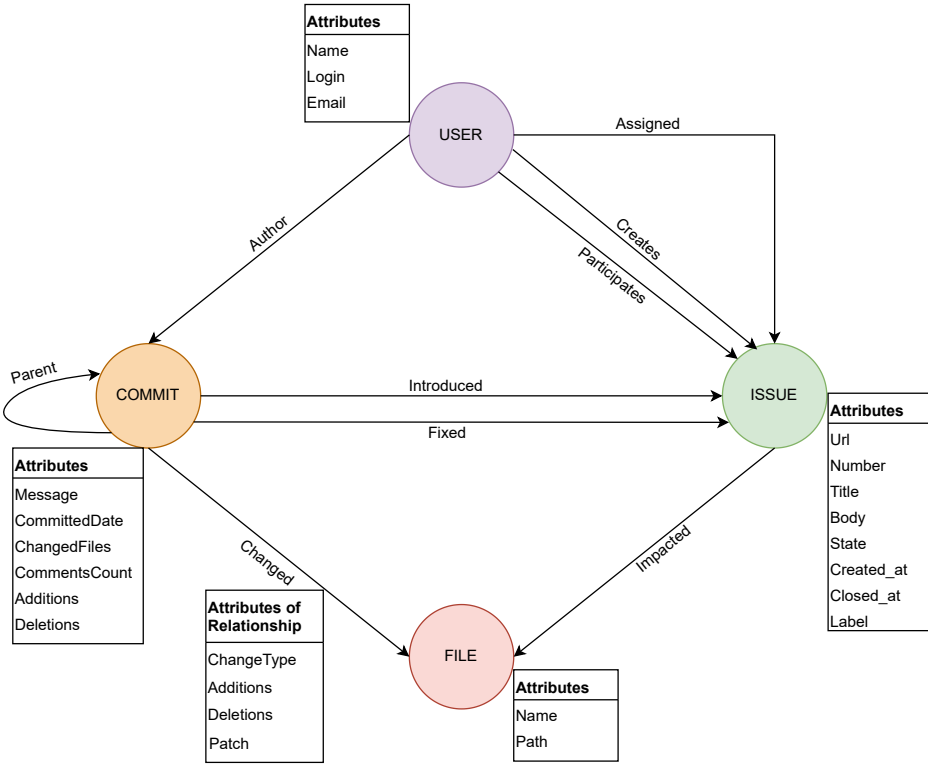 Attributes
Name
Login
Email
USER
Assigned
Author
Creates
Participates
Parent
COMMIT
Introduced
Fixed
ISSUE
Attributes
Message
CommittedDate
ChangedFiles
CommentsCount
Additions
Deletions
Attributes
Url
Number
Title
Body
State
Created_at
Closed_at
Label
Changed
Impacted
Attributes of
Relationship
ChangeType
Additions
Deletions
Patch
FILE
Attributes
Name
Path